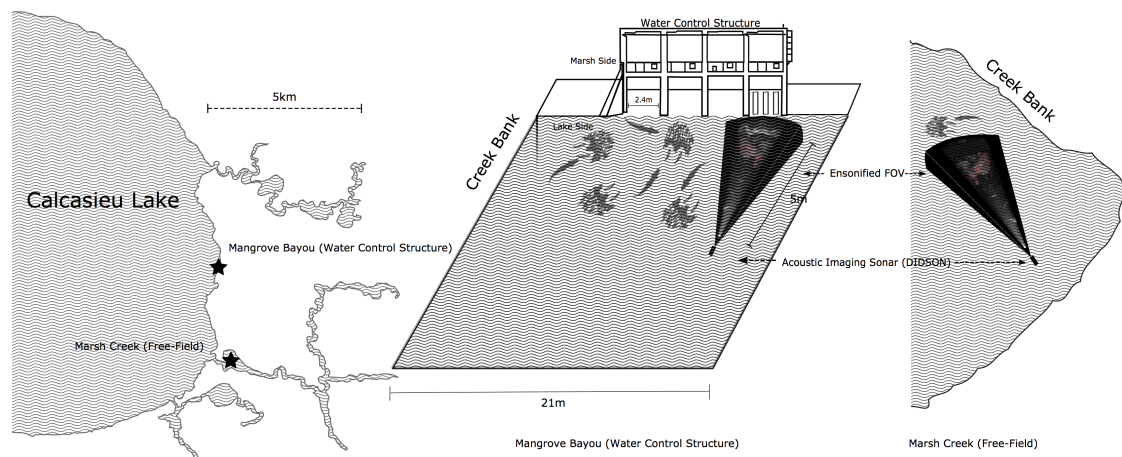 5km
Calcasieu Lake
Mangrove Bayou (Water Control Structure)
Marsh Creek (Free-Field)
Water Control Structure
Marsh Side
2.4m
Lake Side
Creek Bank
5m
21m
Mangrove Bayou (Water Control Structure)
Ensonified FOV
Acoustic Imaging Sonar (DIDSON)
Creek Bank
Marsh Creek (Free-Field)